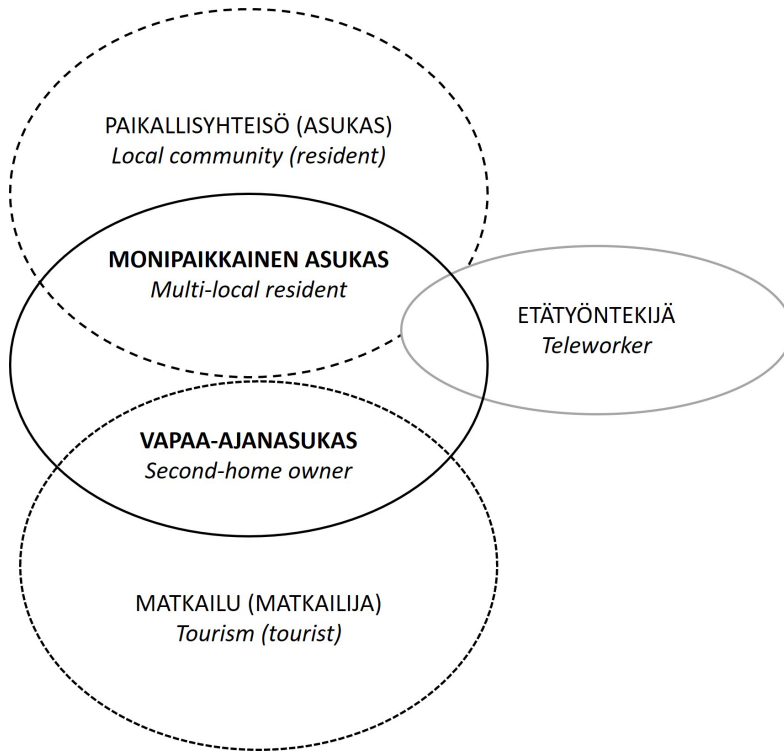 PAIKALLISYHTEISÖ (ASUKAS)
Local community (resident)
MONIPAIKKAINEN ASUKAS
Multi-local resident
ETÄTYÖNTEKIJÄ
Teleworker
VAPAA-AJANASUKAS
Second-home owner
MATKAILU (MATKAILIJA)
Tourism (tourist)